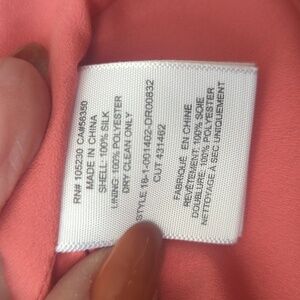 RN# 105230 CA#58350
MADE IN CHINA
SHELL: 100% SILK
LINING: 100% POLYESTER
DRY CLEAN ONLY
STYLE 18-1-001402-DR00832
CUT 431462
FABRIQUÉ EN CHINE
REVÊTEMENT: 100% SOIE
DOUBLURE: 100% POLYESTER
NETTOYAGE A SEC UNIQUEMENT